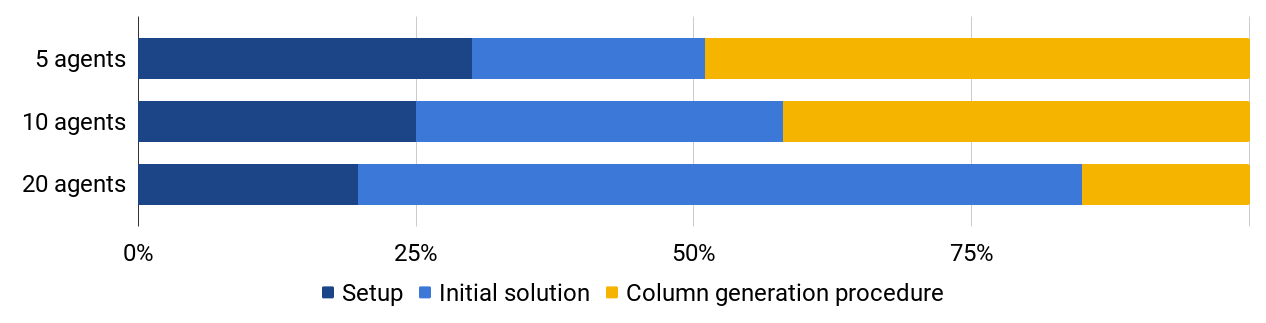 5 agents
10 agents
20 agents
0% 25% 50% 75%
Setup Initial solution Column generation procedure